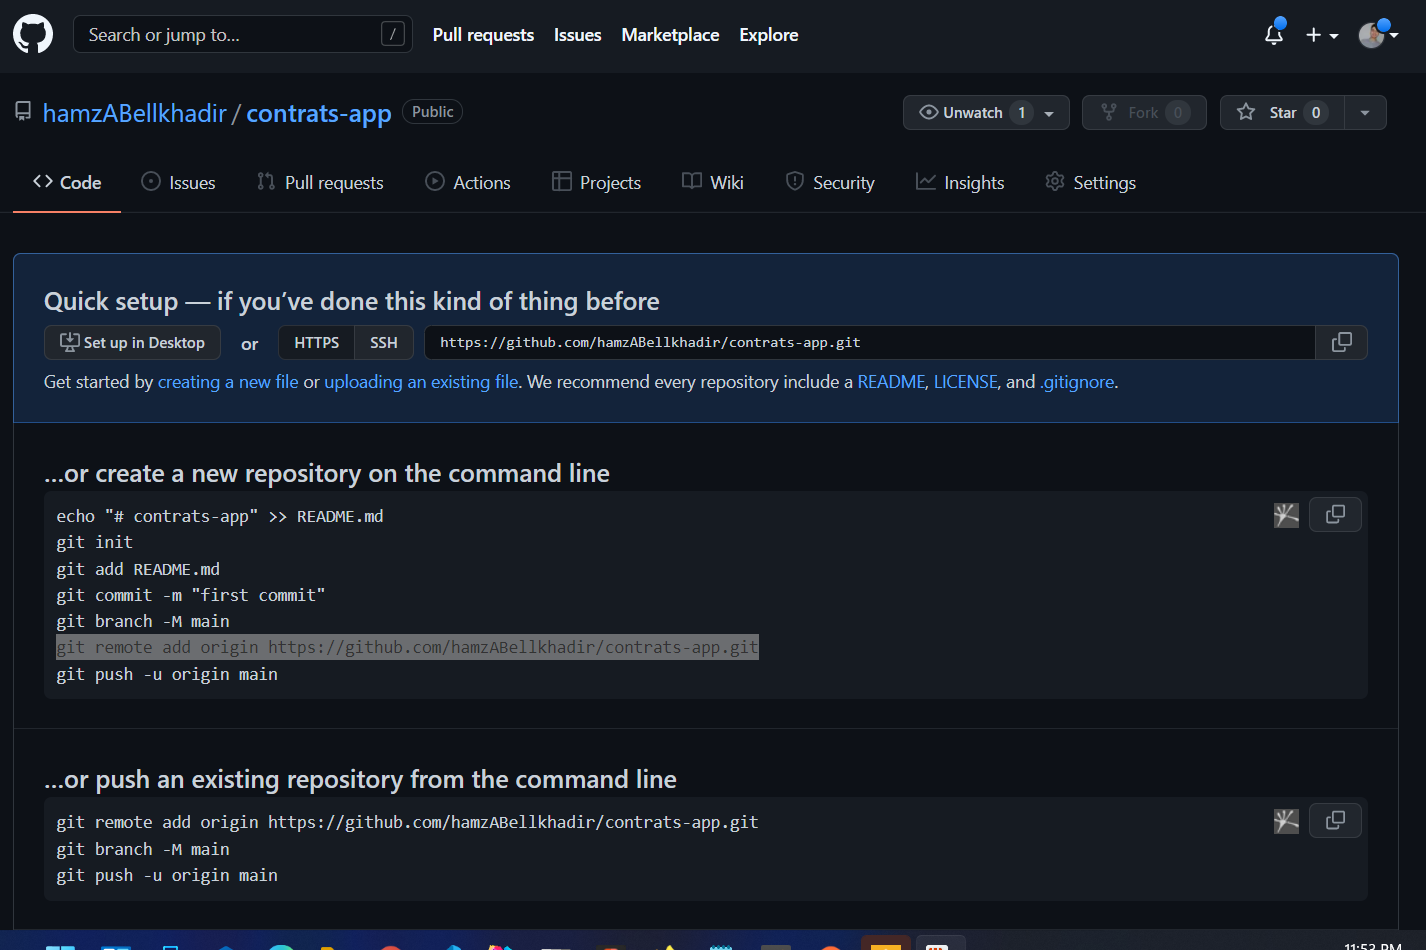 Search or jump to... /
Pull requests Issues Marketplace Explore
hamzABellkhadir / contrats-app Public
Unwatch 1 Fork 0 Star 0
Code Issues Pull requests Actions Projects Wiki Security Insights Settings
Quick setup — if you’ve done this kind of thing before
Set up in Desktop or HTTPS SSH https://github.com/hamzABellkhadir/contrats-app.git
Get started by creating a new file or uploading an existing file. We recommend every repository include a README, LICENSE, and .gitignore.
…or create a new repository on the command line
echo "# contrats-app" >> README.md
git init
git add README.md
git commit -m "first commit"
git branch -M main
git remote add origin https://github.com/hamzABellkhadir/contrats-app.git
git push -u origin main
…or push an existing repository from the command line
git remote add origin https://github.com/hamzABellkhadir/contrats-app.git
git branch -M main
git push -u origin main
11:53 PM